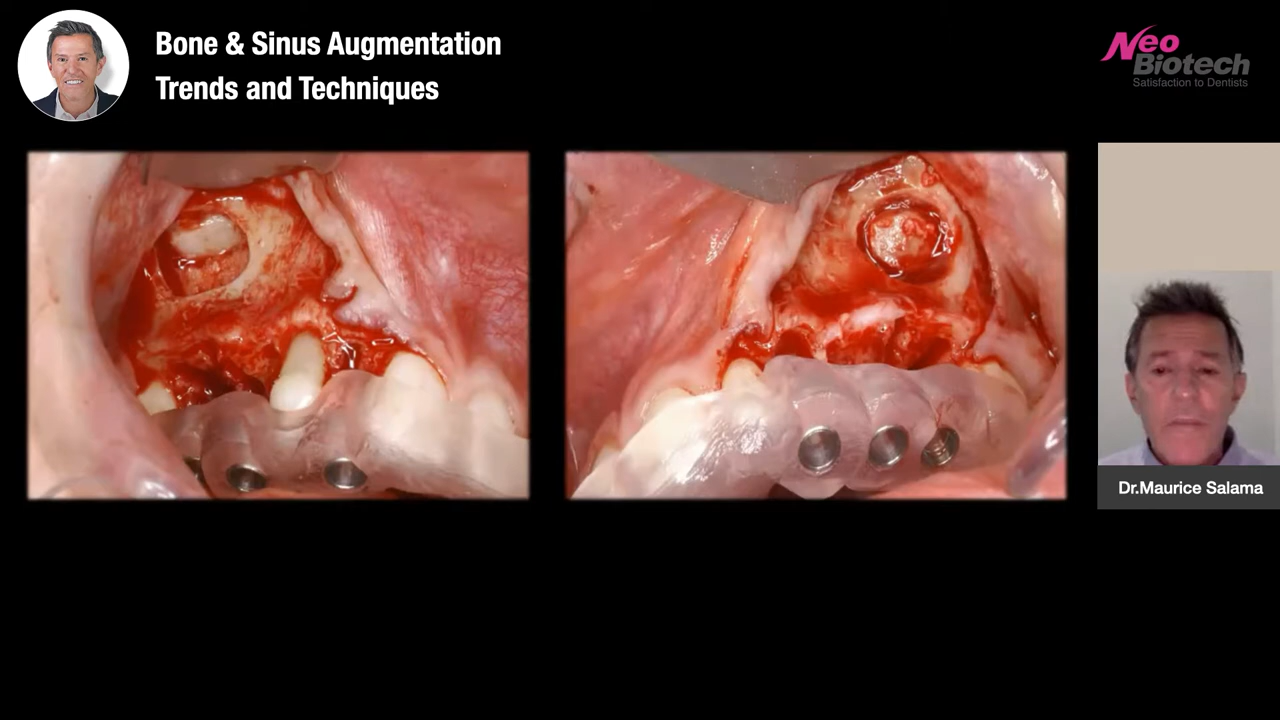 Bone & Sinus Augmentation
Trends and Techniques
Neo
Biotech
Satisfaction to Dentists
Dr.Maurice Salama